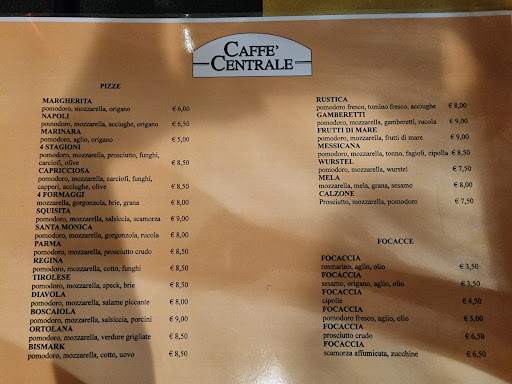 CAFFE'
CENTRALE
PIZZE
MARGHERITA
pomodoro, mozzarella, origano € 6,00
NAPOLI
pomodoro, mozzarella, acciughe, origano € 6,50
MARINARA
pomodoro, aglio, origano € 5,00
4 STAGIONI
pomodoro, mozzarella, prosciutto, funghi,
carciofi, olive € 8,50
CAPRICCIOSA
pomodoro, mozzarella, carciofi, funghi,
capperi, acciughe, olive € 8,50
4 FORMAGGI
mozzarella, gorgonzola, brie, grana € 8,00
SQUISITA
pomodoro, mozzarella, salsiccia, scamorza € 9,00
SANTA MONICA
pomodoro, mozzarella, gorgonzola, rucola € 8,00
PARMA
pomodoro, mozzarella, prosciutto crudo € 8,50
REGINA
pomodoro, mozzarella, cotto, funghi € 8,50
TIROLESE
pomodoro, mozzarella, speck, brie € 8,50
DIAVOLA
pomodoro, mozzarella, salame piccante € 8,00
BOSCAIOLA
pomodoro, mozzarella, salsiccia, porcini € 9,00
ORTOLANA
pomodoro, mozzarella, verdure grigliate € 8,50
BISMARK
pomodoro, mozzarella, cotto, uovo € 8,50
RUSTICA
pomodoro fresco, tomino fresco, acciughe € 8,00
GAMBERETTI
pomodoro, mozzarella, gamberetti, rucola € 9,00
FRUTTI DI MARE
pomodoro, mozzarella, frutti di mare € 9,00
MESSICANA
pomodoro, mozzarella, tonno, fagioli, cipolla € 8,50
WURSTEL
pomodoro, mozzarella, wurstel € 7,50
MELA
mozzarella, mela, grana, sesamo € 8,00
CALZONE
Prosciutto, mozzarella, pomodoro € 7,50
FOCACCE
FOCACCIA
rosmarino, aglio, olio € 3,50
FOCACCIA
sesamo, origano, aglio, olio € 3,50
FOCACCIA
cipolle € 4,50
FOCACCIA
pomodoro fresco, aglio, olio € 5,00
FOCACCIA
prosciutto crudo € 6,50
FOCACCIA
scamorza affumicata, zucchine € 6,50